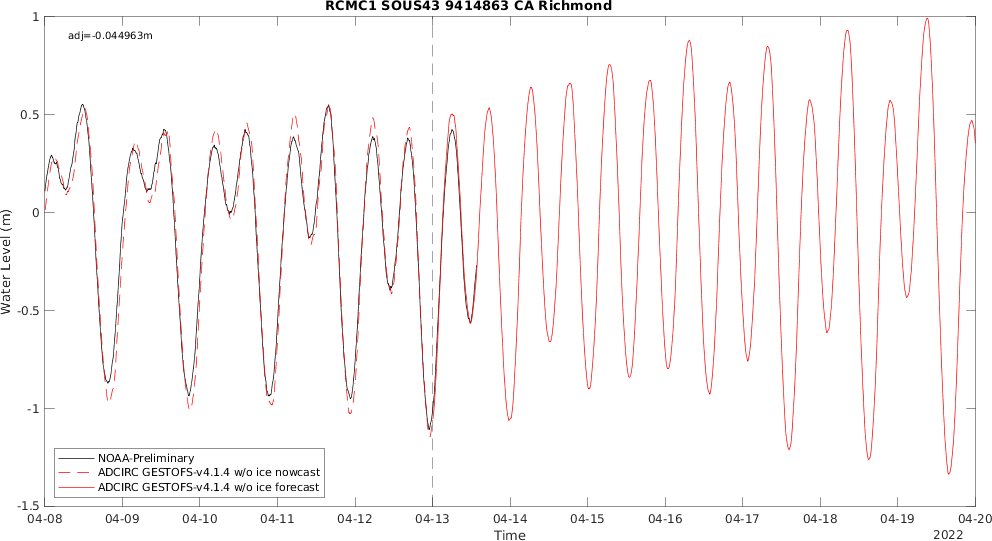 RCMC1 SOUS43 9414863 CA Richmond
adj=-0.044963m
Water Level (m)
1
0.5
0
-0.5
-1
-1.5
NOAA-Preliminary
ADCIRC GESTOFS-v4.1.4 w/o ice nowcast
ADCIRC GESTOFS-v4.1.4 w/o ice forecast
04-08 04-09 04-10 04-11 04-12 04-13 04-14 04-15 04-16 04-17 04-18 04-19 04-20
Time
2022